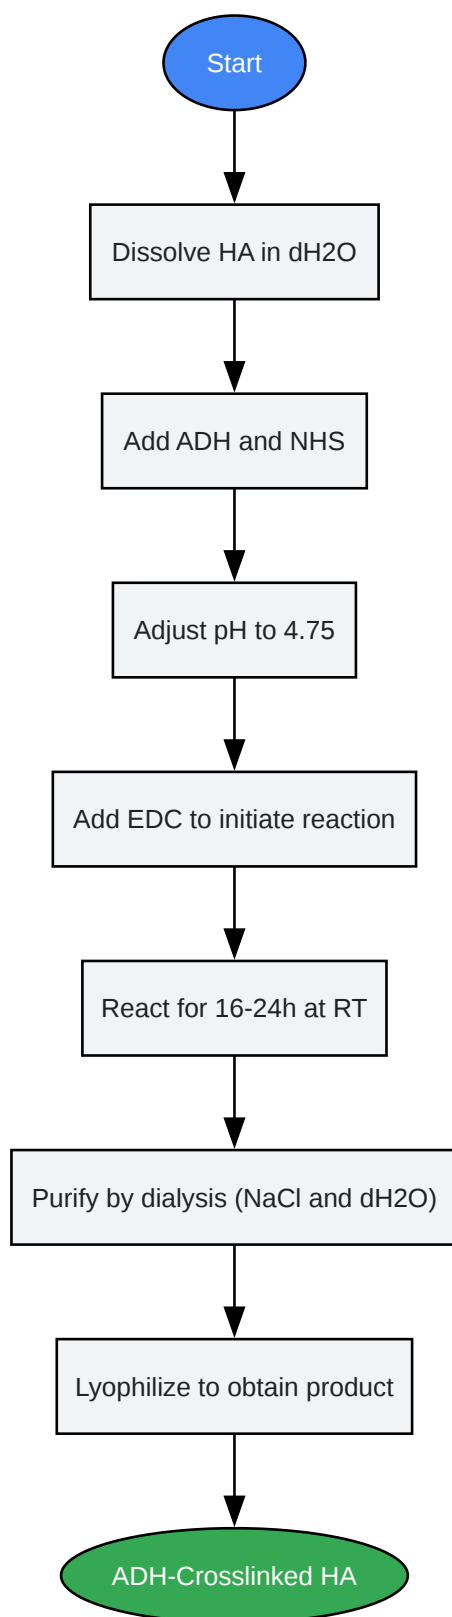 Start
Dissolve HA in dH2O
Add ADH and NHS
Adjust pH to 4.75
Add EDC to initiate reaction
React for 16-24h at RT
Purify by dialysis (NaCl and dH2O)
Lyophilize to obtain product
ADH-Crosslinked HA